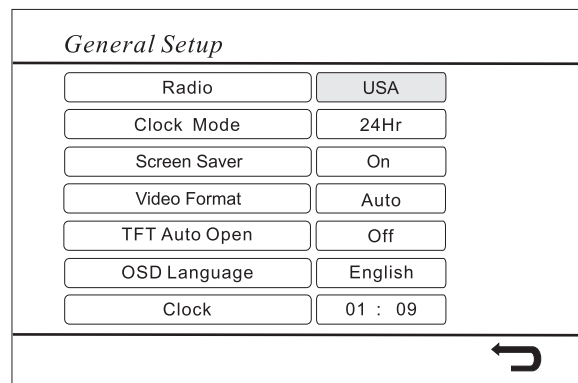 General Setup
Radio USA
Clock Mode 24Hr
Screen Saver On
Video Format Auto
TFT Auto Open Off
OSD Language English
Clock 01 : 09